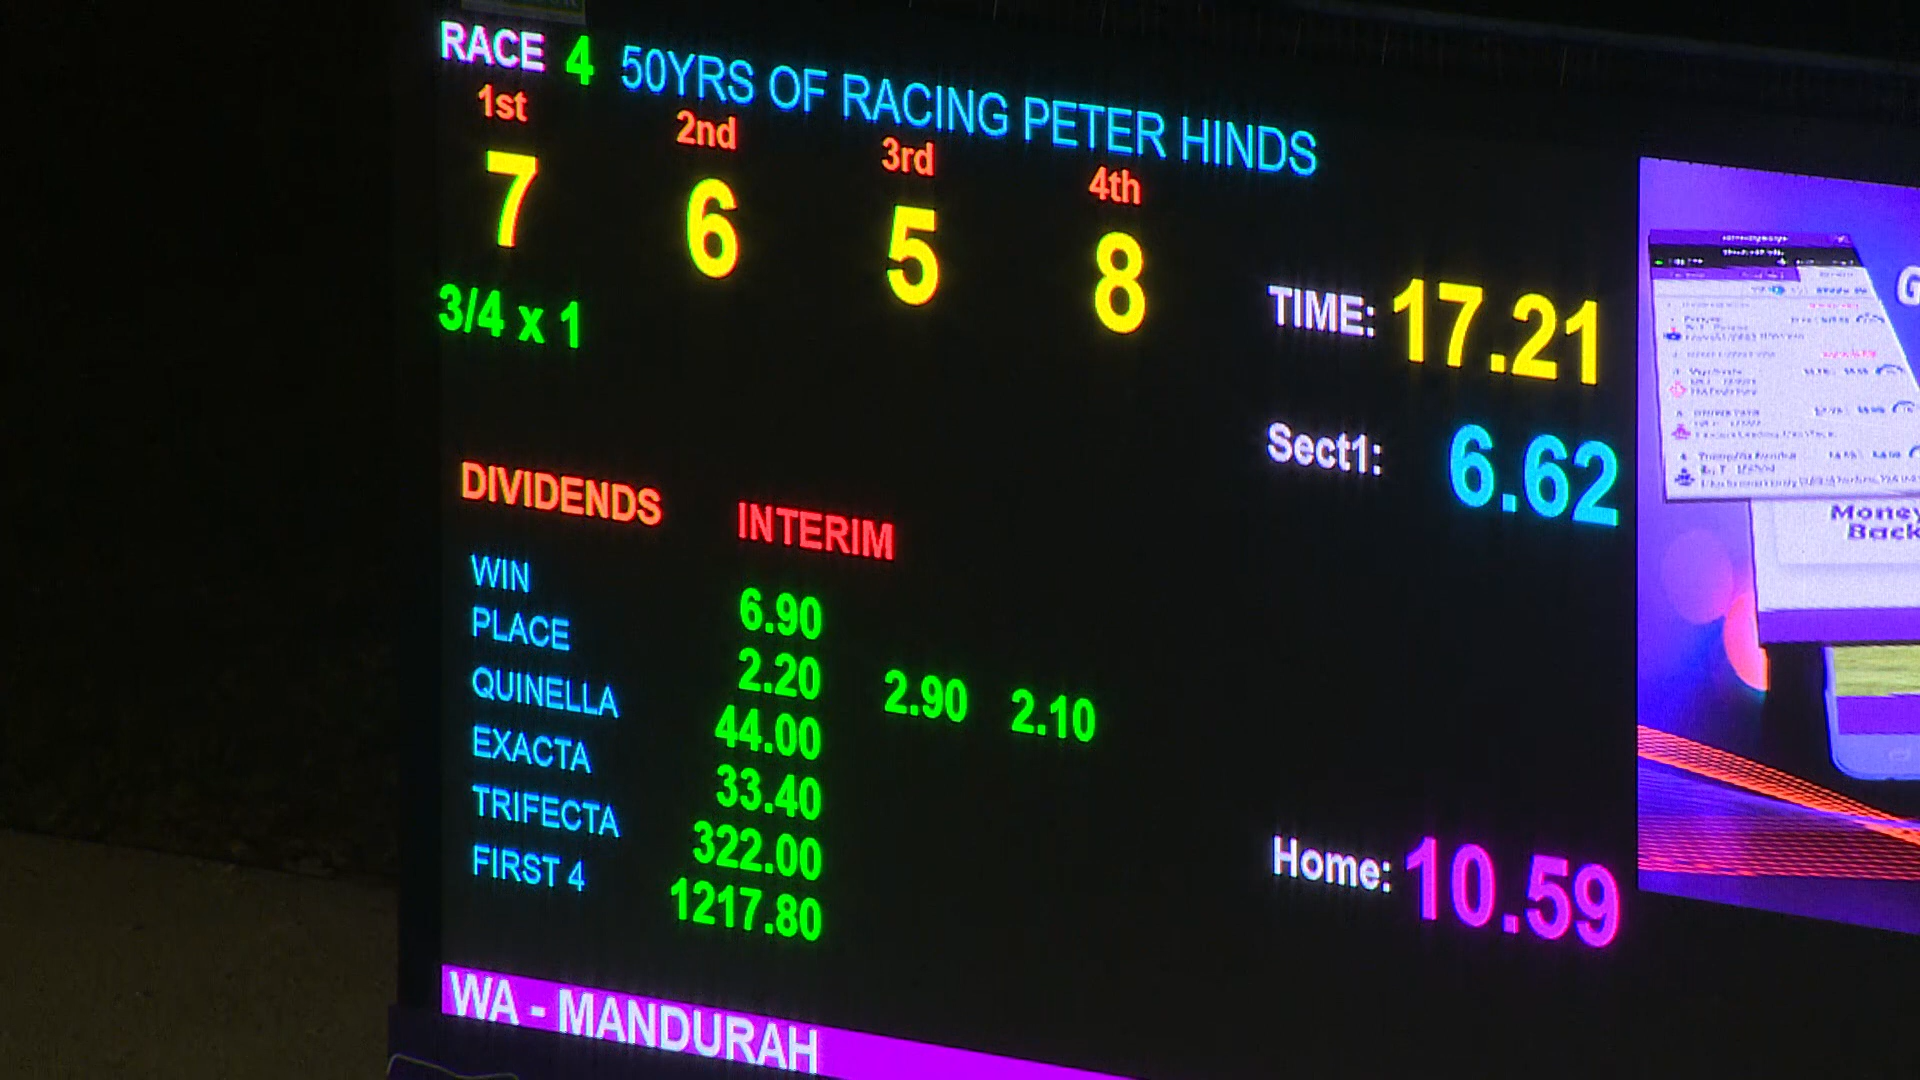 RACE 4 50YRS OF RACING PETER HINDS
1st 2nd 3rd 4th
7 6 5 8
3/4 x 1
TIME: 17.21
Sect1: 6.62
DIVIDENDS INTERIM
WIN 6.90
PLACE 2.20 2.90 2.10
QUINELLA 44.00
EXACTA 33.40
TRIFECTA 322.00
FIRST 4 1217.80
Home: 10.59
WA - MANDURAH
G
Money
Back